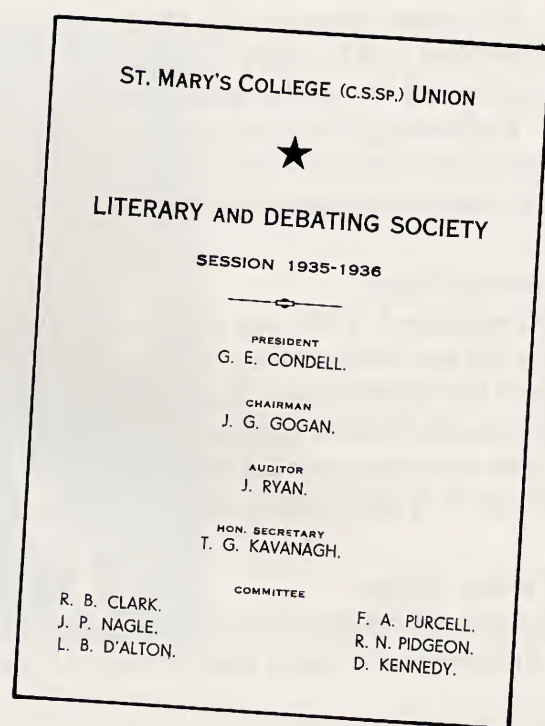 ST. MARY'S COLLEGE (C.S.SP.) UNION
LITERARY AND DEBATING SOCIETY
SESSION 1935-1936
PRESIDENT
G. E. CONDELL.
CHAIRMAN
J. G. GOGAN.
AUDITOR
J. RYAN.
HON. SECRETARY
T. G. KAVANAGH.
COMMITTEE
R. B. CLARK.
J. P. NAGLE.
L. B. D'ALTON.
F. A. PURCELL.
R. N. PIDGEON.
D. KENNEDY.